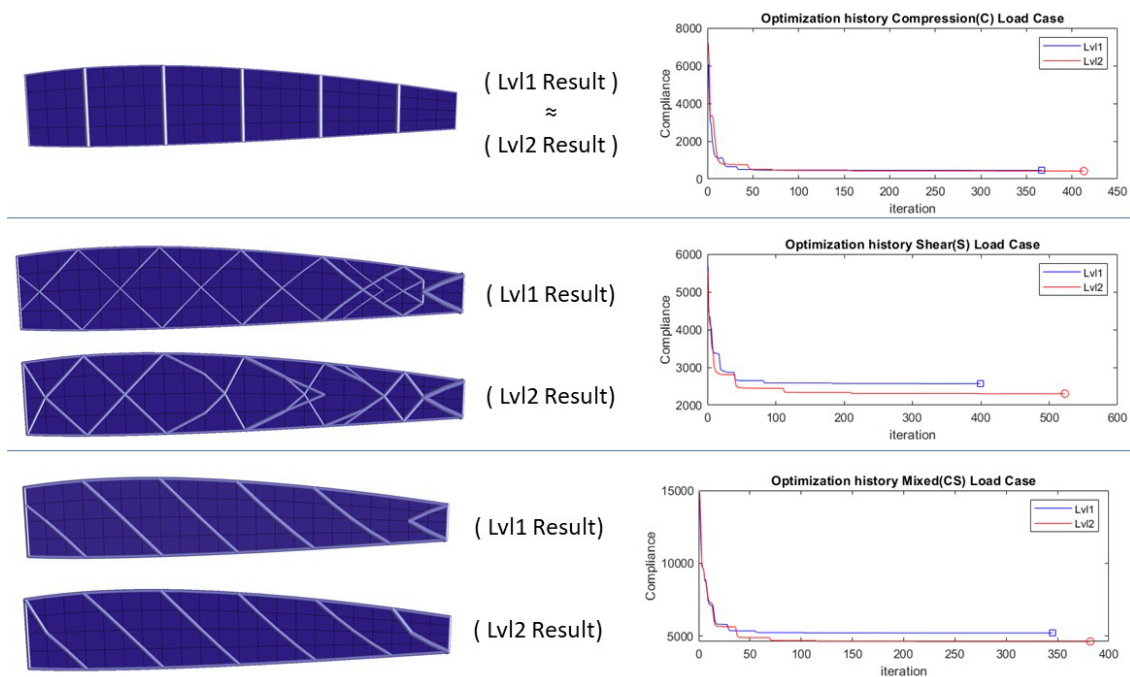 ( Lvl1 Result )
≈
( Lvl2 Result )
Optimization history Compression(C) Load Case
Compliance
8000
6000
4000
2000
0
0 50 100 150 200 250 300 350 400 450
iteration
Lvl1
Lvl2
( Lvl1 Result)
( Lvl2 Result)
Optimization history Shear(S) Load Case
Compliance
6000
5000
4000
3000
2000
0 100 200 300 400 500 600
iteration
Lvl1
Lvl2
( Lvl1 Result)
( Lvl2 Result)
Optimization history Mixed(CS) Load Case
Compliance
15000
10000
5000
0 50 100 150 200 250 300 350 400
iteration
Lvl1
Lvl2